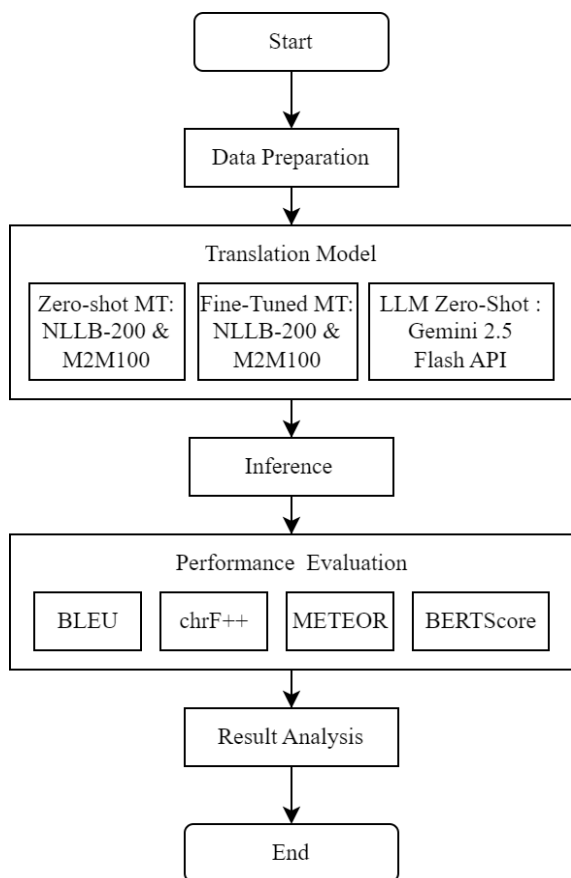 Start
Data Preparation
Translation Model
Zero-shot MT:
NLLB-200 &
M2M100
Fine-Tuned MT:
NLLB-200 &
M2M100
LLM Zero-Shot :
Gemini 2.5
Flash API
Inference
Performance Evaluation
BLEU
chrF++
METEOR
BERTScore
Result Analysis
End